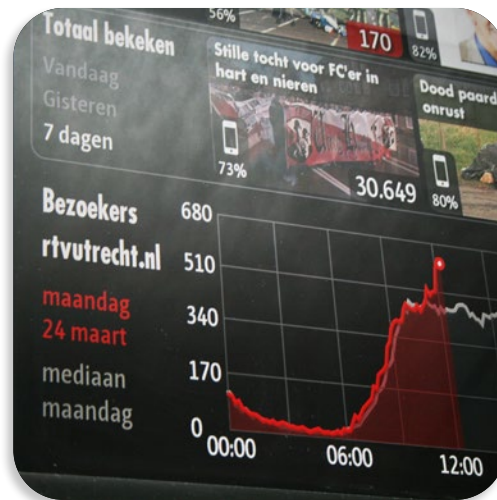 56%
170
82%
Totaal bekeken
Vandaag
Gisteren
7 dagen
Stille tocht voor FC'er in
hart en nieren
73%
30.649
Dood paard
onrust
80%
Bezoekers
rtvutrecht.nl
maandag
24 maart
mediaan
maandag
680
510
340
170
0
00:00
06:00
12:00